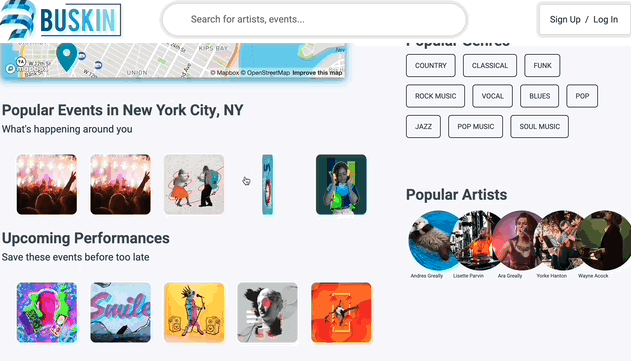 BUSKIN
Search for artists, events...
Sign Up / Log In
KIPS BAY
UNION
mapbox
© Mapbox © OpenStreetMap Improve this map
Popular Genres
COUNTRY
CLASSICAL
FUNK
ROCK MUSIC
VOCAL
BLUES
POP
JAZZ
POP MUSIC
SOUL MUSIC
Popular Events in New York City, NY
What's happening around you
Popular Artists
Andres Greally
Lisette Parvin
Ara Greally
Yorke Hanton
Wayne Acock
Upcoming Performances
Save these events before too late
Smile